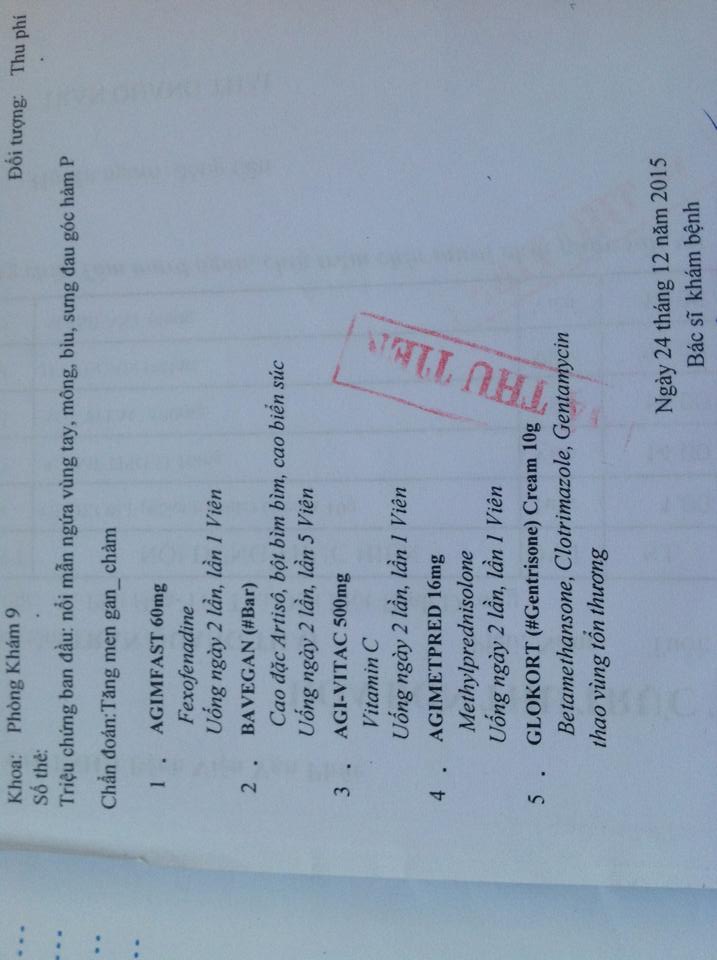 Khoa: Phòng Khám 9
Đối tượng: Thu phí
Số thẻ:
Triệu chứng ban đầu: nổi mẫn ngứa vùng tay, mông, bìu, sưng đau góc hàm P
Chẩn đoán:Tăng men gan_ chàm
1 . AGIMFAST 60mg
Fexofenadine
Uống ngày 2 lần, lần 1 Viên
2 . BAVEGAN (#Bar)
Cao đặc Artisô, bột bìm bìm, cao biển súc
Uống ngày 2 lần, lần 5 Viên
3 . AGI-VITAC 500mg
Vitamin C
Uống ngày 2 lần, lần 1 Viên
4 . AGIMETPRED 16mg
Methylprednisolone
Uống ngày 2 lần, lần 1 Viên
5 . GLOKORT (#Gentrisone) Cream 10g
Betamethansone, Clotrimazole, Gentamycin
thao vùng tổn thương
THU TIEN
Ngày 24 tháng 12 năm 2015
Bác sĩ khám bệnh